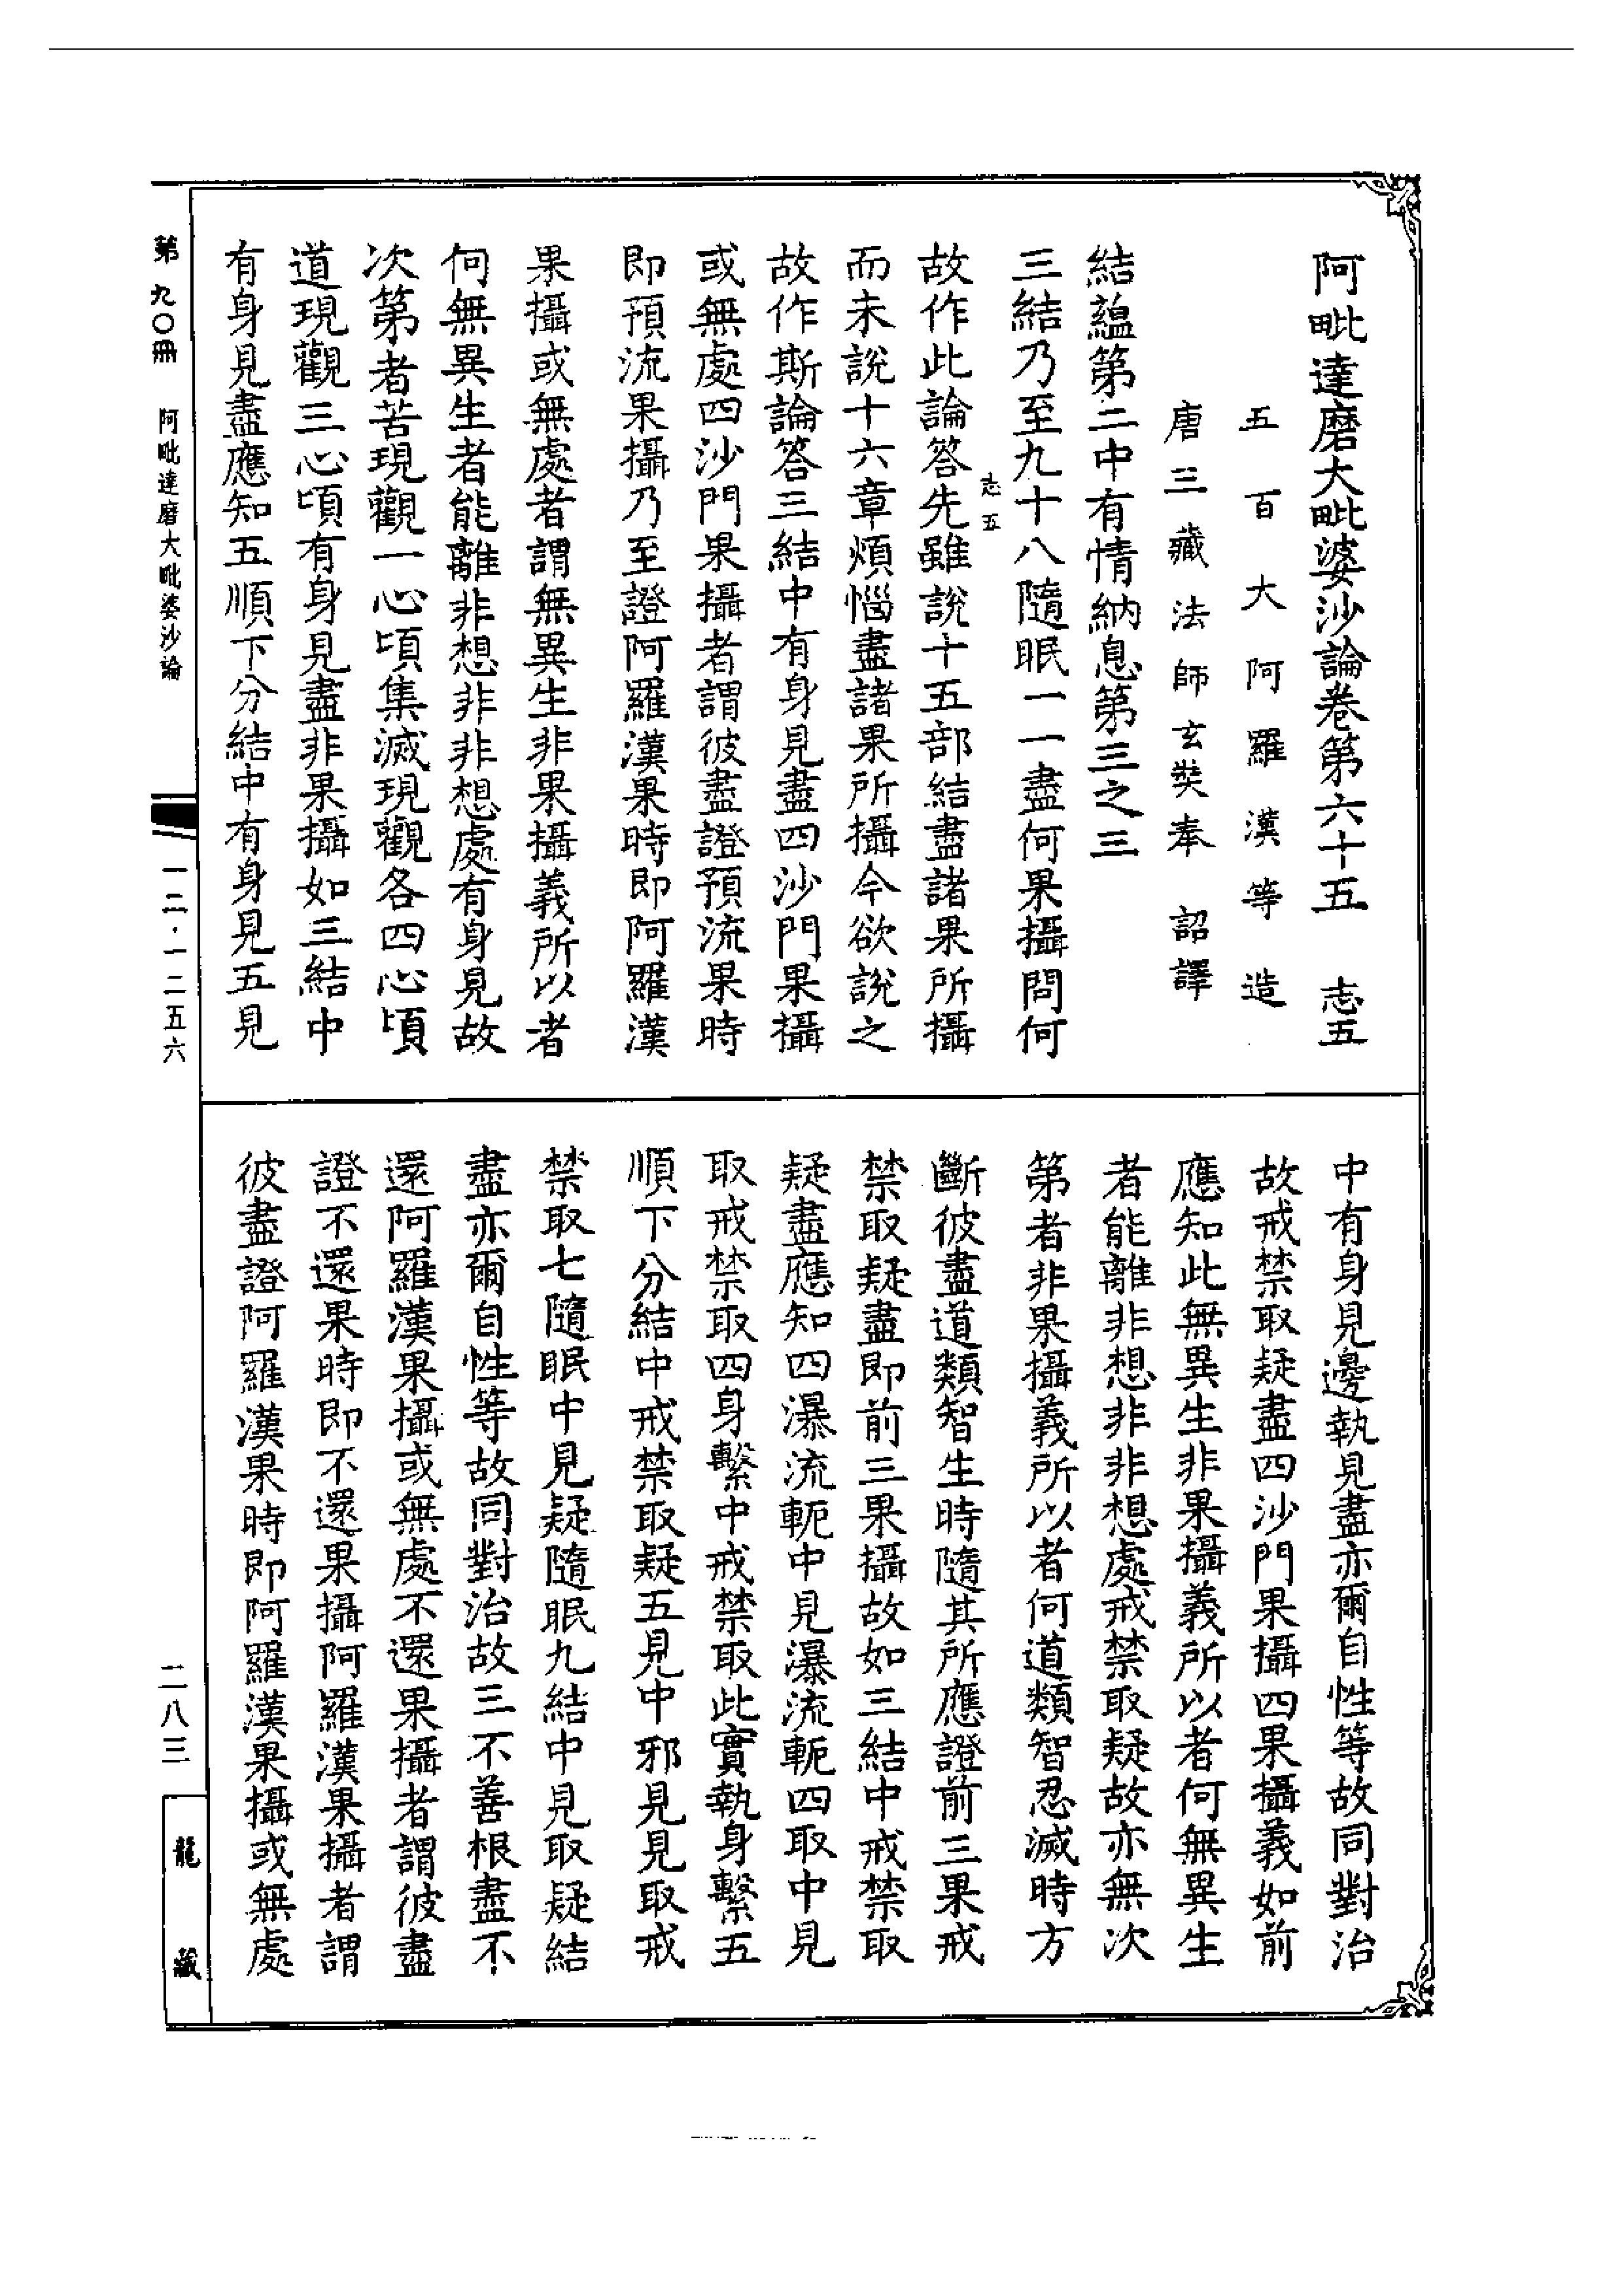 阿毗達磨大毗婆沙論卷第六十五　志五
五百大阿羅漢等造
唐三藏法師玄奘奉　詔譯
結蘊第二中有情納息第三之三
三結乃至九十八隨眠一一盡何果攝問何
志五
故作此論答先雖說十五部結盡諸果所攝
而未說十六章煩惱盡諸果所攝今欲說之
故作斯論答三結中有身見盡四沙門果攝
或無處四沙門果攝者謂彼盡證預流果時
即預流果攝乃至證阿羅漢果時即阿羅漢
果攝或無處者謂無異生非果攝義所以者
何無異生者能離非想非非想處有身見故
次第者苦現觀一心頃集滅現觀各四心頃
道現觀三心頃有身見盡非果攝如三結中
有身見盡應知五順下分結中有身見五見
中有身見邊執見盡亦爾自性等故同對治
故戒禁取疑盡四沙門果攝四果攝義如前
應知此無異生非果攝義所以者何無異生
者能離非想非非想處戒禁取疑故亦無次
第者非果攝義所以者何道類智忍滅時方
斷彼盡道類智生時隨其所應證前三果戒
禁取疑盡即前三果攝故如三結中戒禁取
疑盡應知四瀑流軛中見瀑流軛四取中見
取戒禁取四身繫中戒禁取此實執身繫五
順下分結中戒禁取疑五見中邪見見取戒
禁取七隨眠中見疑隨眠九結中見取疑結
盡亦爾自性等故同對治故三不善根盡不
還阿羅漢果攝或無處不還果攝者謂彼盡
證不還果時即不還果攝阿羅漢果攝者謂
彼盡證阿羅漢果時即阿羅漢果攝或無處
第九〇冊　阿毗達磨大毗婆沙論
一二·一二五六
二八三
龍藏